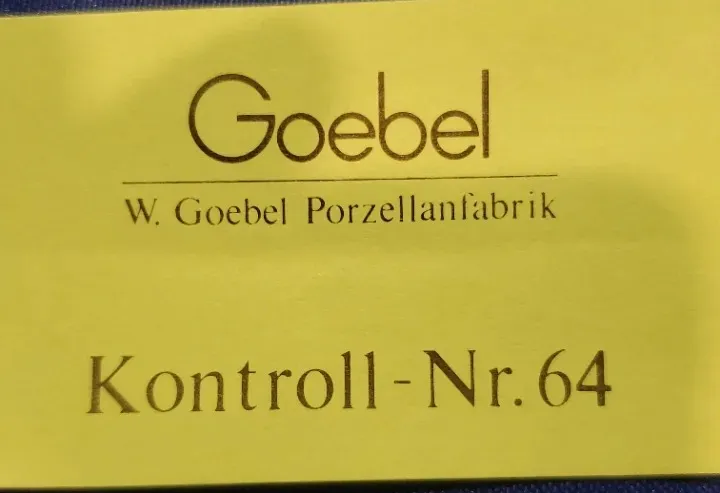 Goebel
W. Goebel Porzellanfabrik
Kontroll-Nr. 64